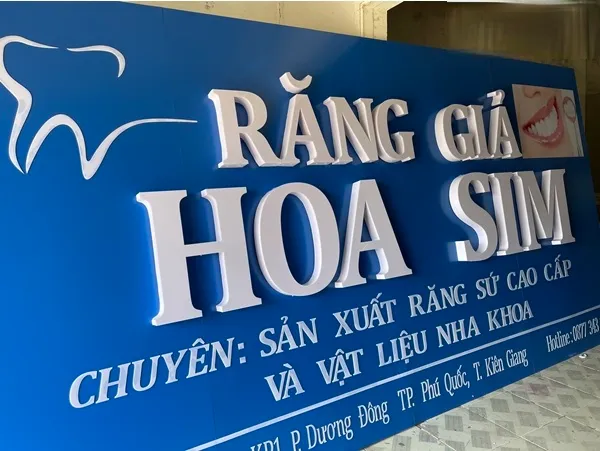 RĂNG GIẢ
HOA SIM
CHUYÊN: SẢN XUẤT RĂNG SỨ CAO CẤP
VÀ VẬT LIỆU NHA KHOA
KP1, P. Dương Đông TP. Phú Quốc, T. Kiên Giang Hotline: 0877 343